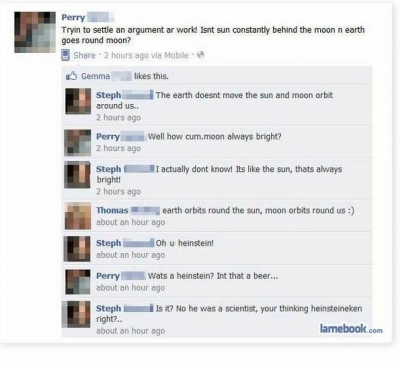 Perry
Tryin to settle an argument ar work! Isnt sun constantly behind the moon n earth
goes round moon?
Share · 2 hours ago via Mobile ·
Gemma likes this.
Steph The earth doesnt move the sun and moon orbit
around us..
2 hours ago
Perry Well how cum.moon always bright?
2 hours ago
Steph I actually dont know! Its like the sun, thats always
bright!
2 hours ago
Thomas earth orbits round the sun, moon orbits round us :)
about an hour ago
Steph Oh u heinstein!
about an hour ago
Perry Wats a heinstein? Int that a beer...
about an hour ago
Steph Is it? No he was a scientist, your thinking heinsteineken
right?..
about an hour ago
lamebook.com